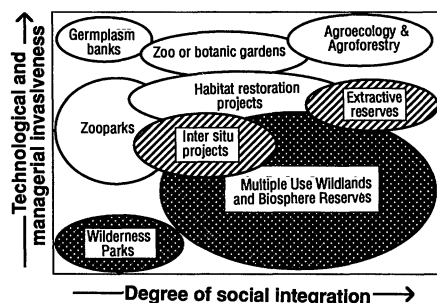 Germplasm
banks
Zoo or botanic gardens
Agroecology &
Agroforestry
Habitat restoration
projects
Extractive
reserves
Zooparks
Inter situ
projects
Multiple Use Wildlands
and Biosphere Reserves
Wilderness
Parks
Technological and
managerial invasiveness
Degree of social integration